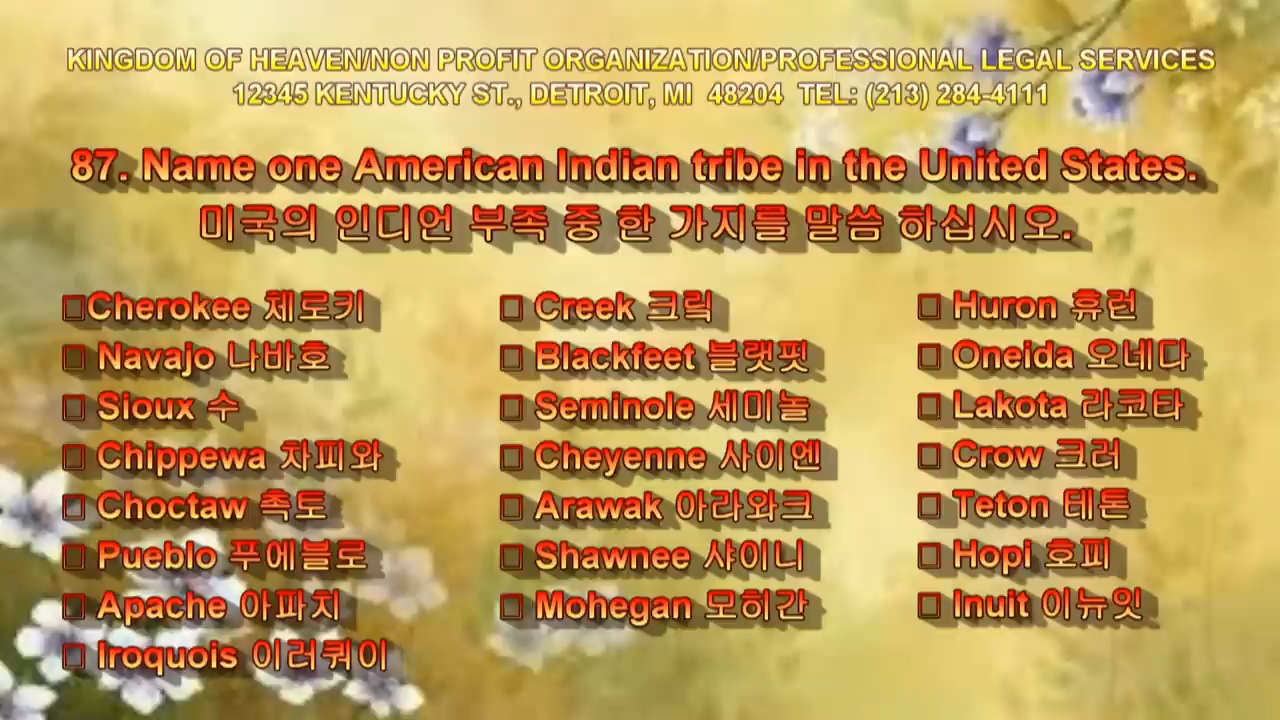 KINGDOM OF HEAVEN/NON PROFIT ORGANIZATION/PROFESSIONAL LEGAL SERVICES
12345 KENTUCKY ST., DETROIT, MI 48204 TEL: (213) 284-4111
87. Name one American Indian tribe in the United States.
미국의 인디언 부족 중 한 가지를 말씀 하십시오.
□Cherokee 체로키
□ Navajo 나바호
□ Sioux 수
□ Chippewa 차피와
□ Choctaw 촉토
□ Pueblo 푸에블로
□ Apache 아파치
□ Iroquois 이러쿼이
□ Creek 크릭
□ Blackfeet 블랫핏
□ Seminole 세미놀
□ Cheyenne 사이엔
□ Arawak 아라와크
□ Shawnee 샤이니
□ Mohegan 모히간
□ Huron 휴런
□ Oneida 오네다
□ Lakota 라코타
□ Crow 크러
□ Teton 테톤
□ Hopi 호피
□ Inuit 이뉴잇